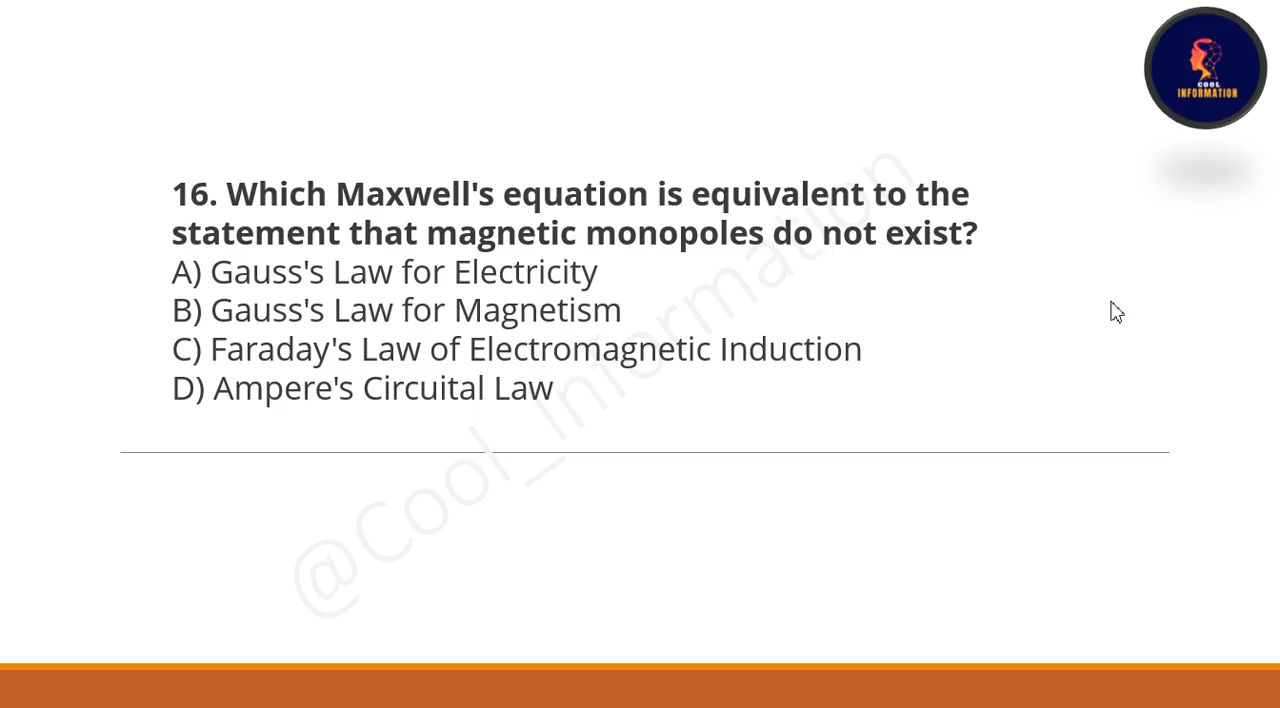 COOL
INFORMATION
16. Which Maxwell's equation is equivalent to the
statement that magnetic monopoles do not exist?
A) Gauss's Law for Electricity
B) Gauss's Law for Magnetism
C) Faraday's Law of Electromagnetic Induction
D) Ampere's Circuital Law
@Cool_Information